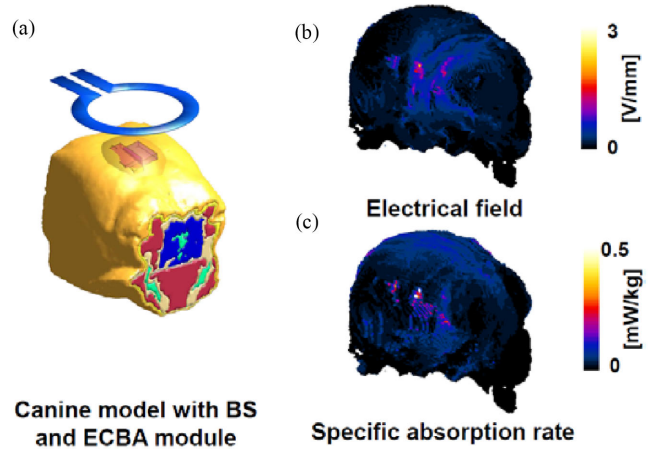 (a)
Canine model with BS
and ECBA module
(b)
3
[V/mm]
0
Electrical field
(c)
0.5
[mW/kg]
0
Specific absorption rate